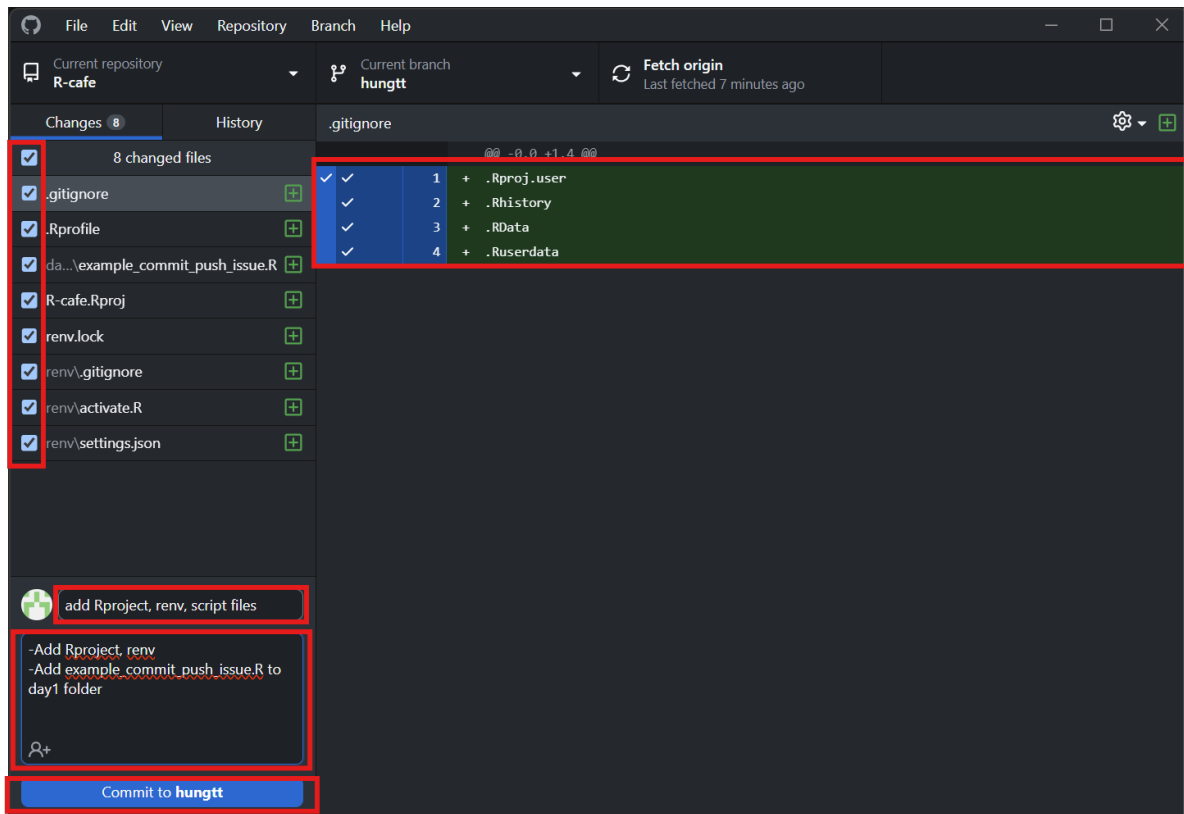 File Edit View Repository Branch Help
Current repository
R-cafe
Current branch
hungtt
Fetch origin
Last fetched 7 minutes ago
Changes 8
History
8 changed files
.gitignore
.Rprofile
da...\example_commit_push_issue.R
R-cafe.Rproj
renv.lock
renv\.gitignore
renv\activate.R
renv\settings.json
add Rproject, renv, script files
-Add Rproject, renv
-Add example_commit_push_issue.R to
day1 folder
Commit to hungtt
.gitignore
@@ -0,0 +1,4 @@
1 + .Rproj.user
2 + .Rhistory
3 + .RData
4 + .Ruserdata